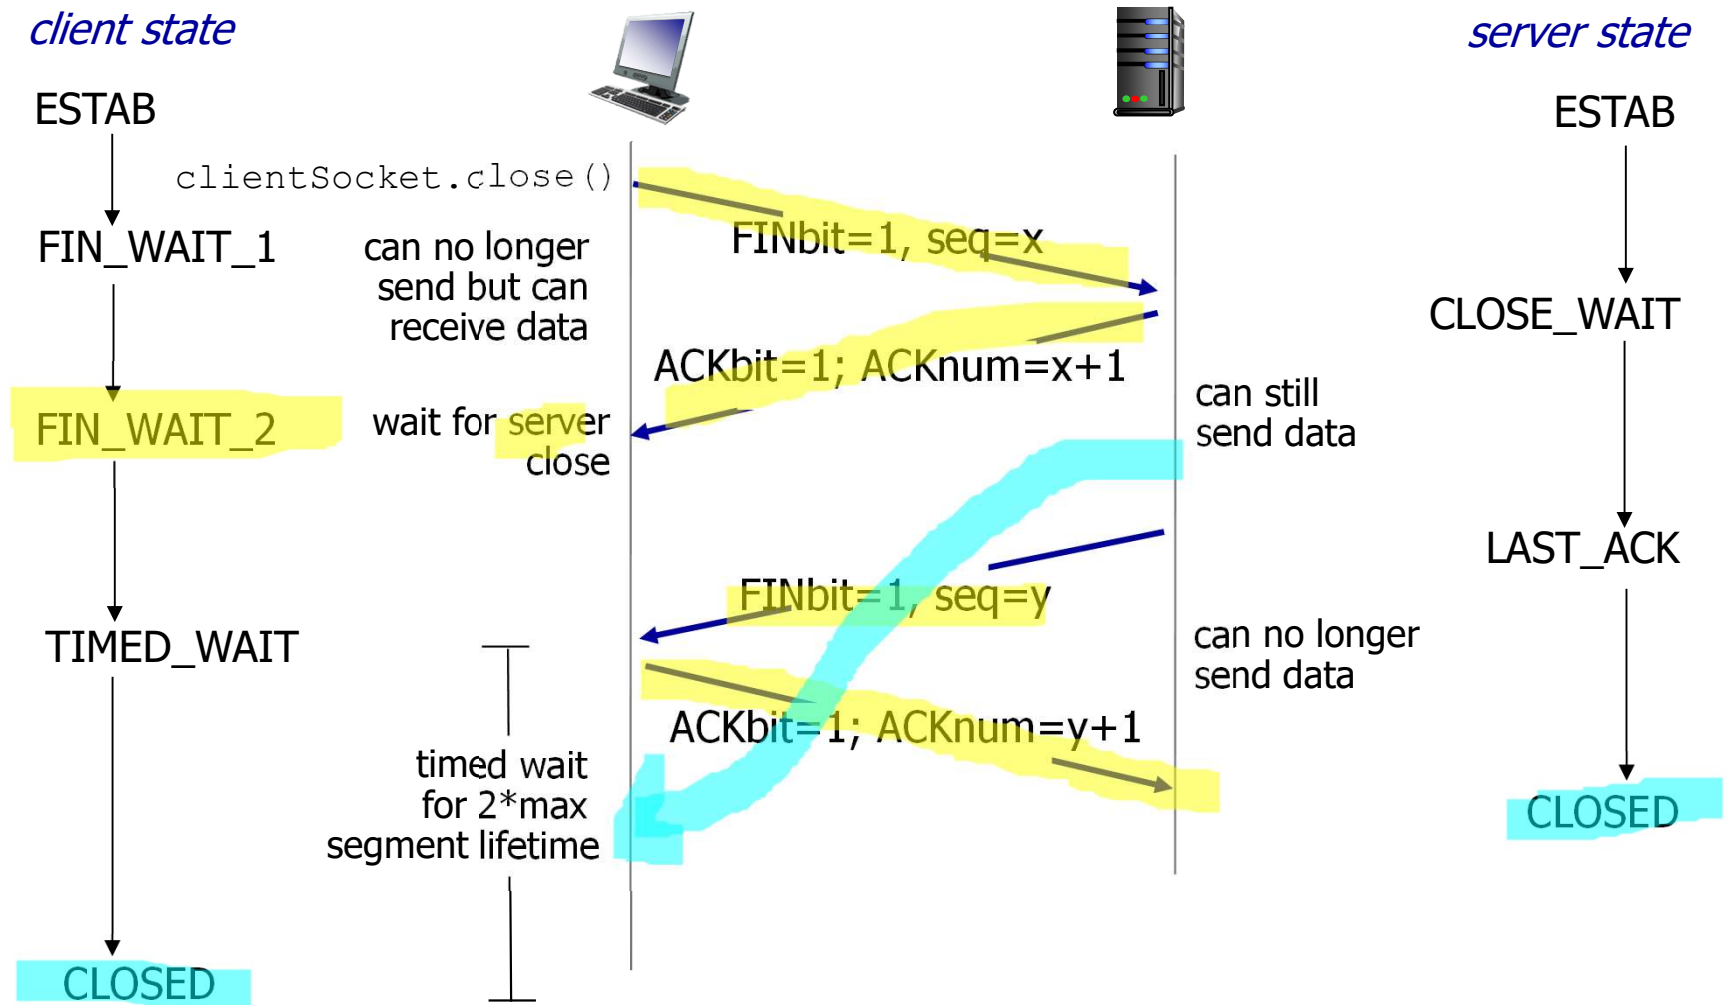 client state
server state
ESTAB
ESTAB
clientSocket.close()
FINbit=1, seq=x
FIN_WAIT_1
can no longer
send but can
receive data
CLOSE_WAIT
ACKbit=1; ACKnum=x+1
can still
send data
FIN_WAIT_2
wait for server
close
LAST_ACK
FINbit=1, seq=y
can no longer
send data
TIMED_WAIT
ACKbit=1; ACKnum=y+1
timed wait
for 2*max
segment lifetime
CLOSED
CLOSED